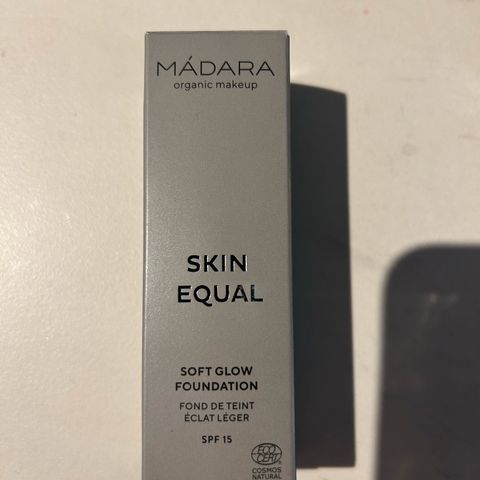 MÁDARA
organic makeup
SKIN
EQUAL
SOFT GLOW
FOUNDATION
FOND DE TEINT
ÉCLAT LÉGER
SPF 15
ECO
CERT
COSMOS
NATURAL